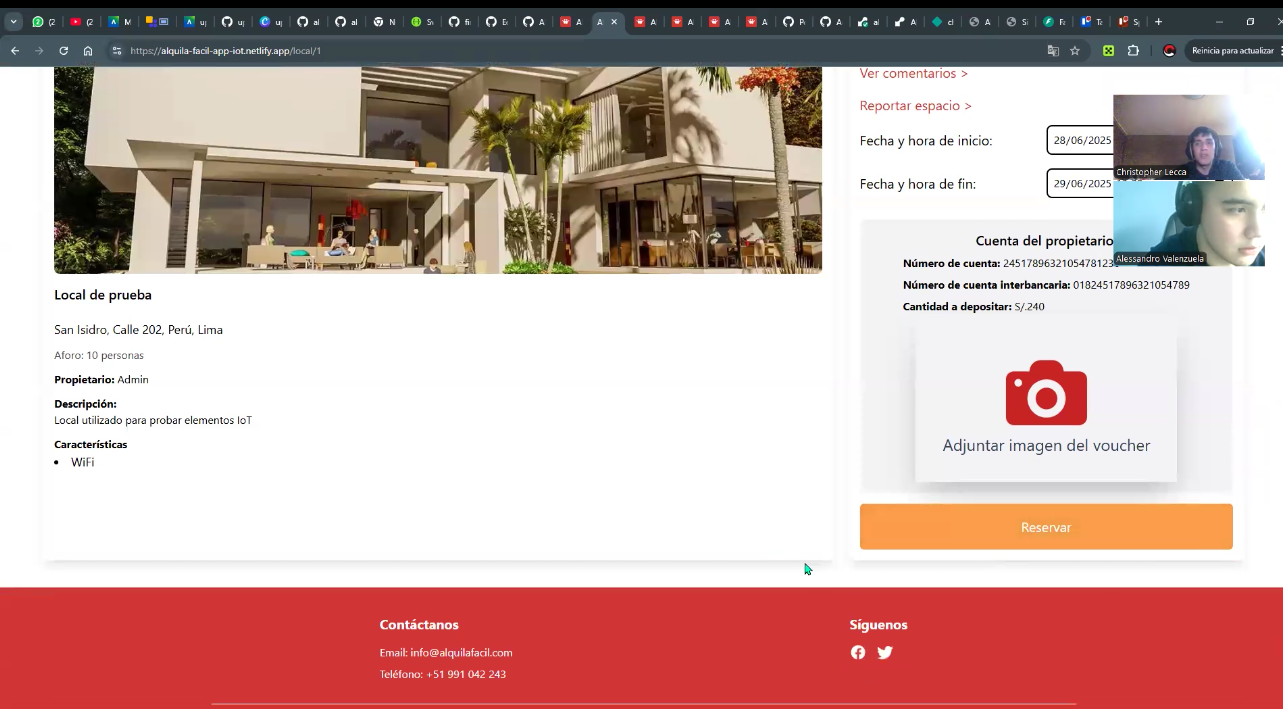 https://alquila-facil-app-iot.netlify.app/local/1
Reinicia para actualizar
Local de prueba
San Isidro, Calle 202, Perú, Lima
Aforo: 10 personas
Propietario: Admin
Descripción:
Local utilizado para probar elementos IoT
Características
• WiFi
Ver comentarios >
Reportar espacio >
Fecha y hora de inicio:
28/06/2025
Fecha y hora de fin:
29/06/2025
Christopher Lecca
Alessandro Valenzuela
Cuenta del propietario
Número de cuenta:
Número de cuenta interbancaria: 01824517896321054789
Cantidad a depositar: S/.240
Adjuntar imagen del voucher
Reservar
Contáctanos
Email: info@alquilafacil.com
Teléfono: +51 991 042 243
Síguenos